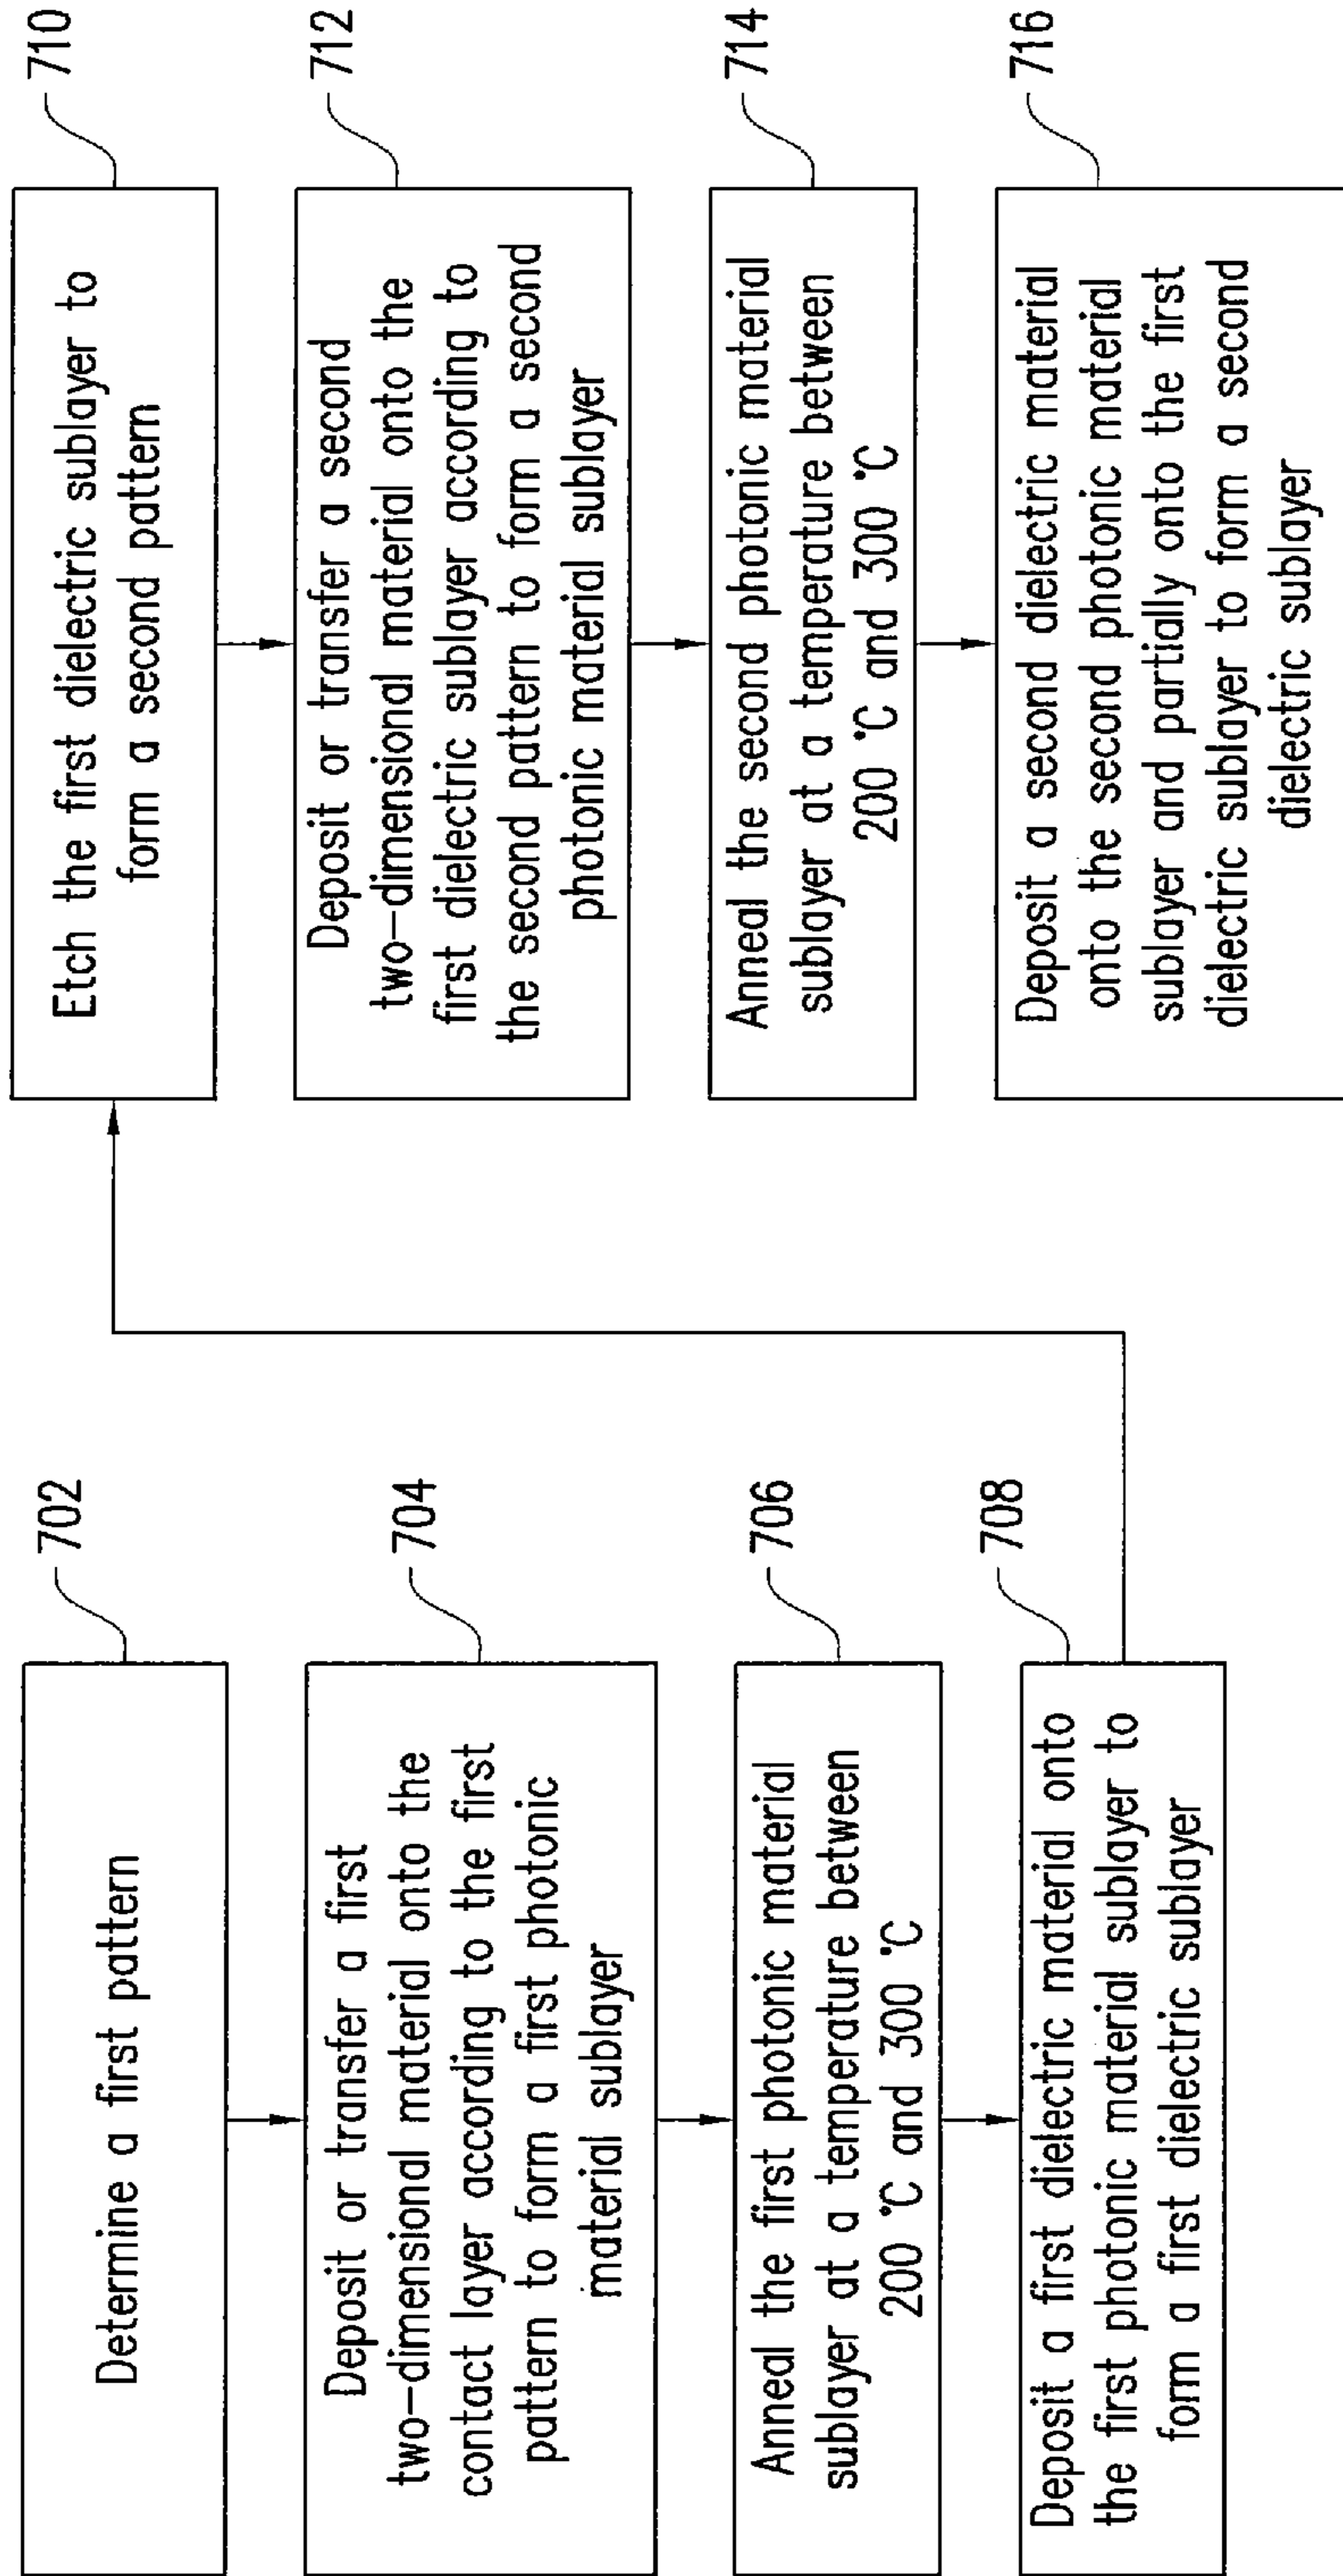 Determine a first pattern
702
Deposit or transfer a first
two-dimensional material onto the
contact layer according to the first
pattern to form a first photonic
material sublayer
704
Anneal the first photonic material
sublayer at a temperature between
200 °C and 300 °C
706
Deposit a first dielectric material onto
the first photonic material sublayer to
form a first dielectric sublayer
708
Etch the first dielectric sublayer to
form a second pattern
710
Deposit or transfer a second
two-dimensional material onto the
first dielectric sublayer according to
the second pattern to form a second
photonic material sublayer
712
Anneal the second photonic material
sublayer at a temperature between
200 °C and 300 °C
714
Deposit a second dielectric material
onto the second photonic material
sublayer and partially onto the first
dielectric sublayer to form a second
dielectric sublayer
716